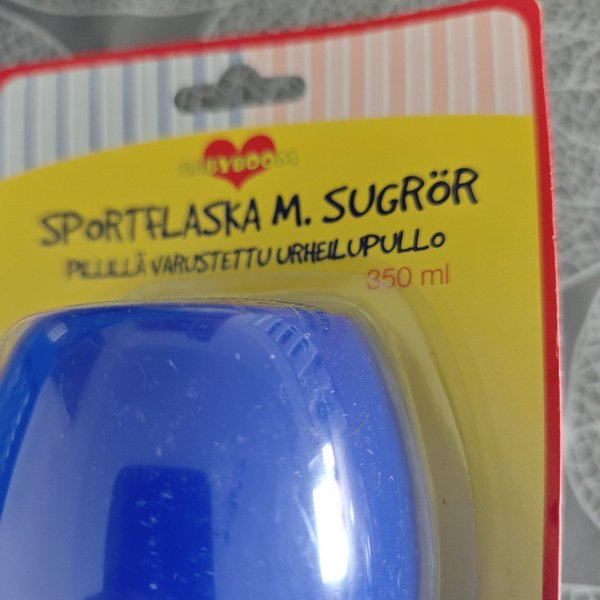 BABYBOOM
SPORTFLASKA M. SUGRÖR
PILLILLÄ VARUSTETTU URHEILUPULLO
350 ml